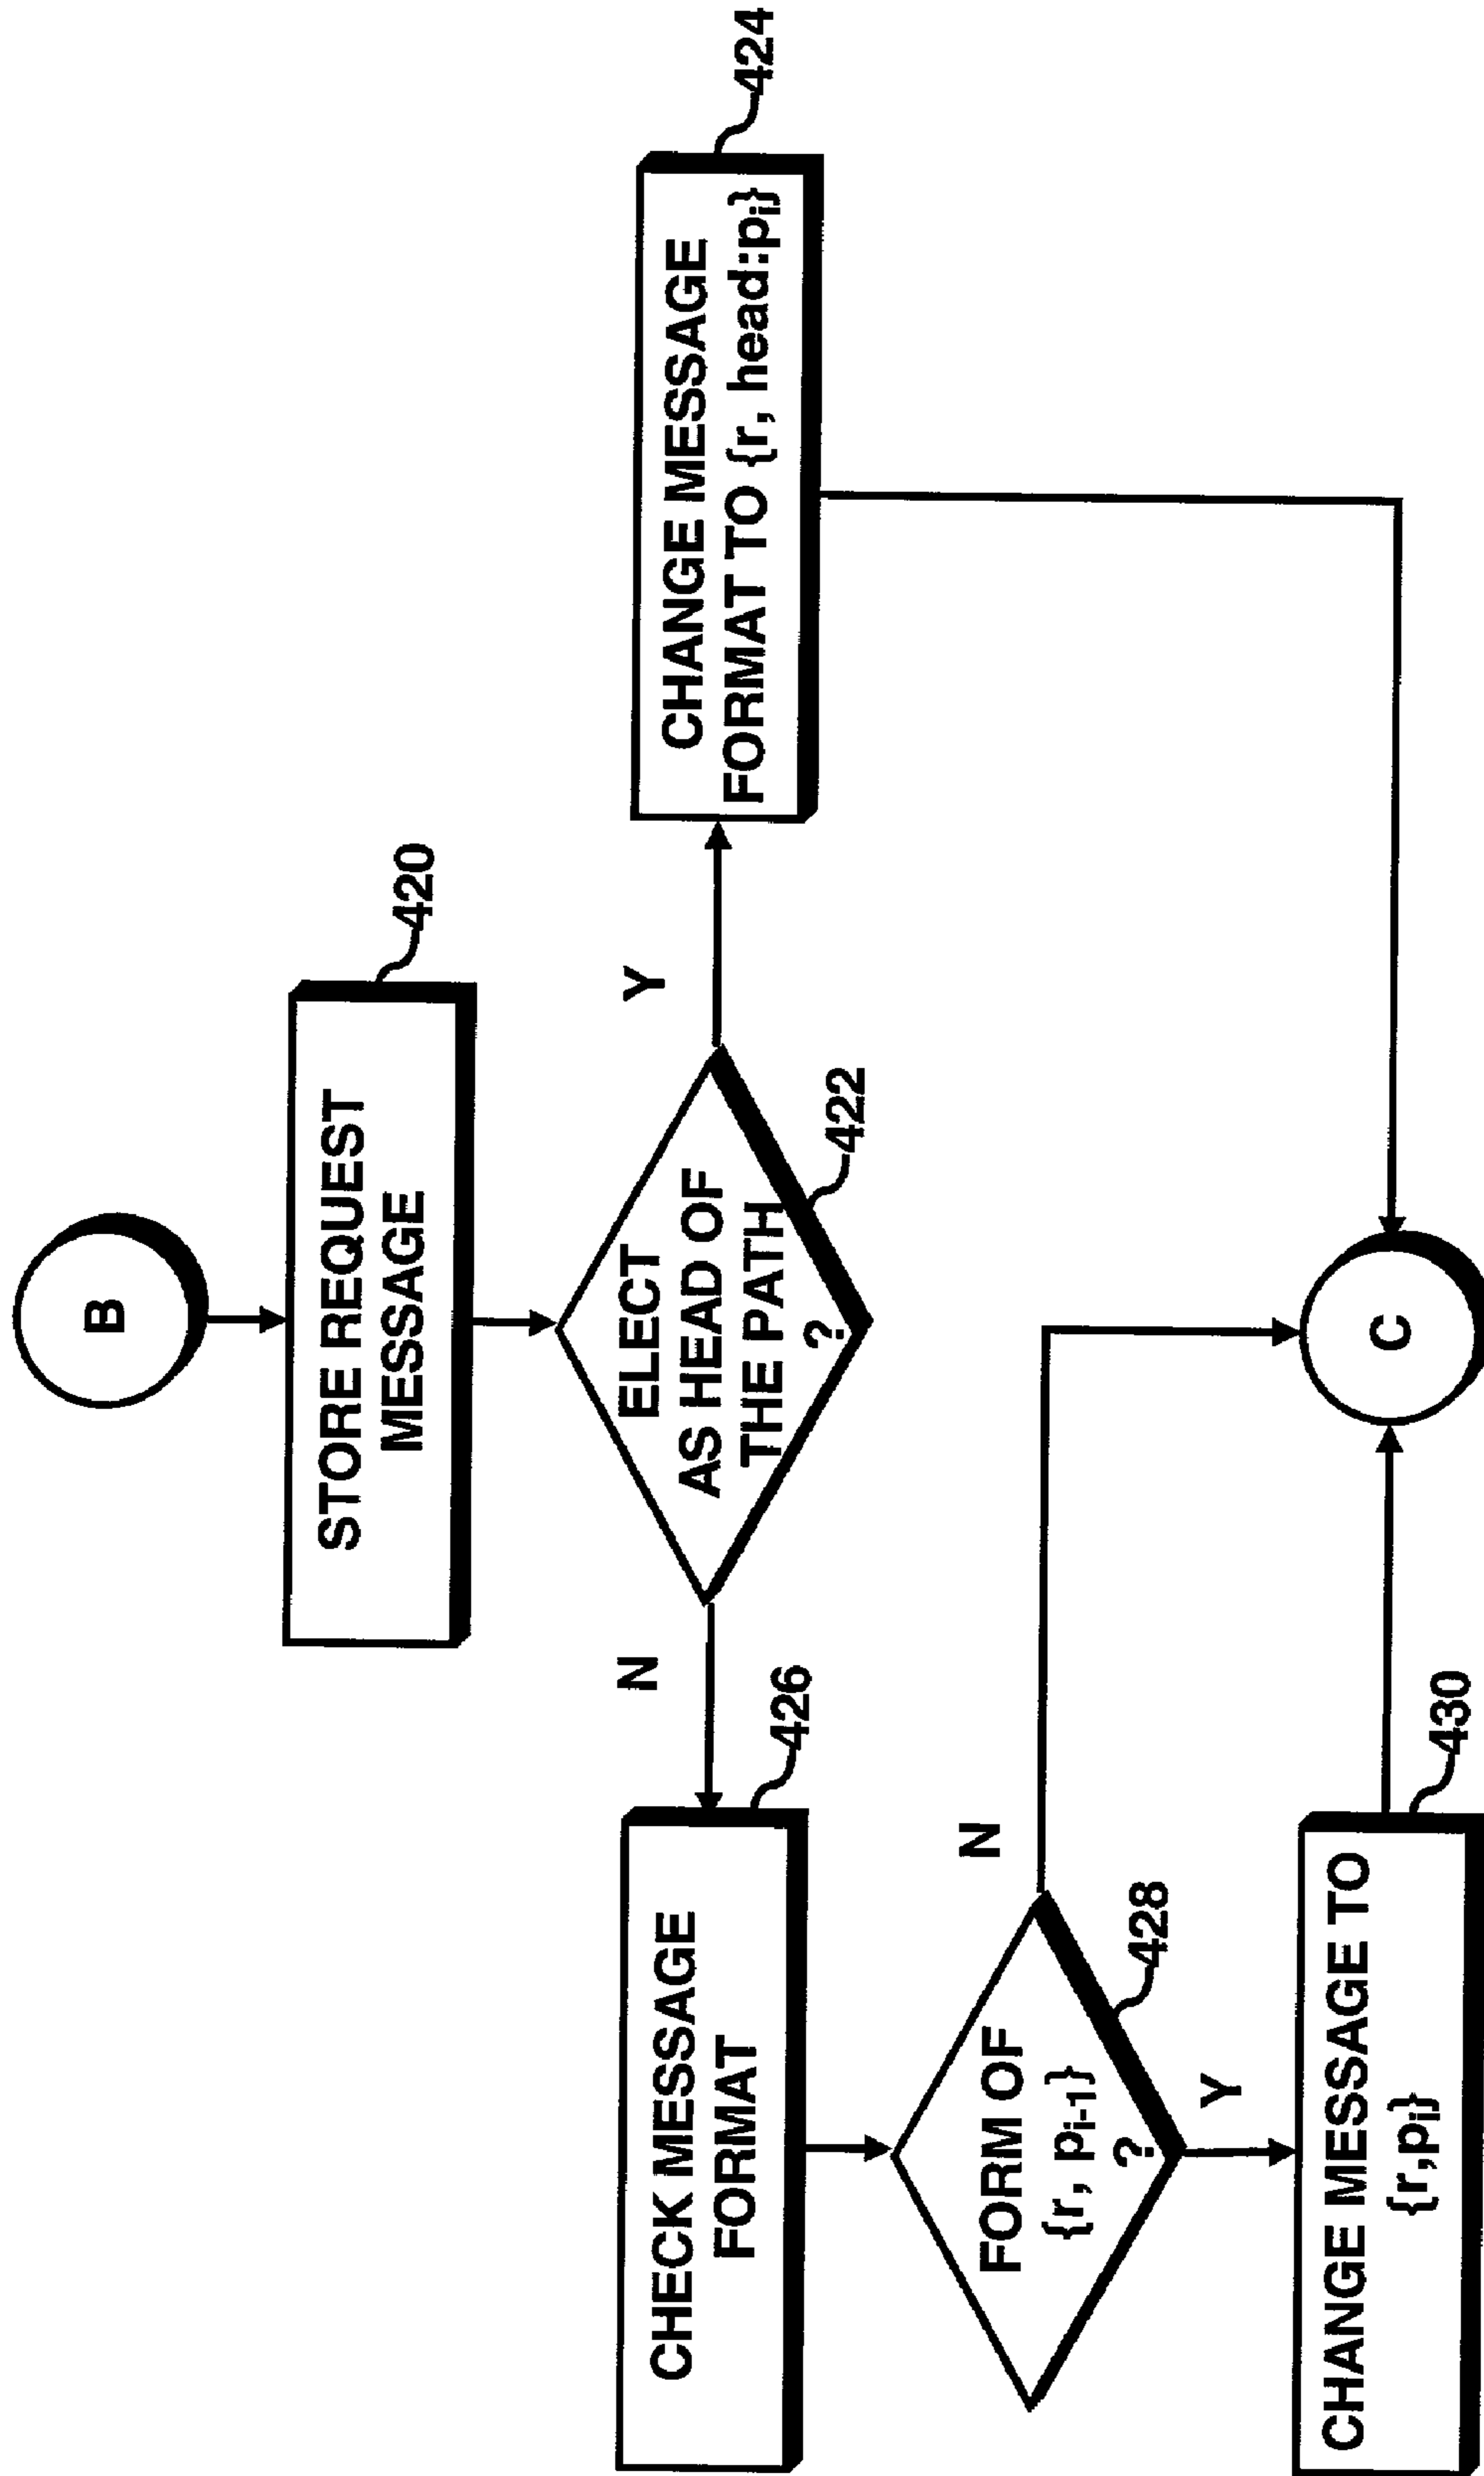 B
STORE REQUEST
MESSAGE
420
ELECT
AS HEAD OF
THE PATH
?
422
Y
CHANGE MESSAGE
FORMAT TO {r, head:pi}
424
N
CHECK MESSAGE
FORMAT
426
FORM OF
{r, pi-1}
?
428
N
Y
CHANGE MESSAGE TO
{r,pi}
430
C